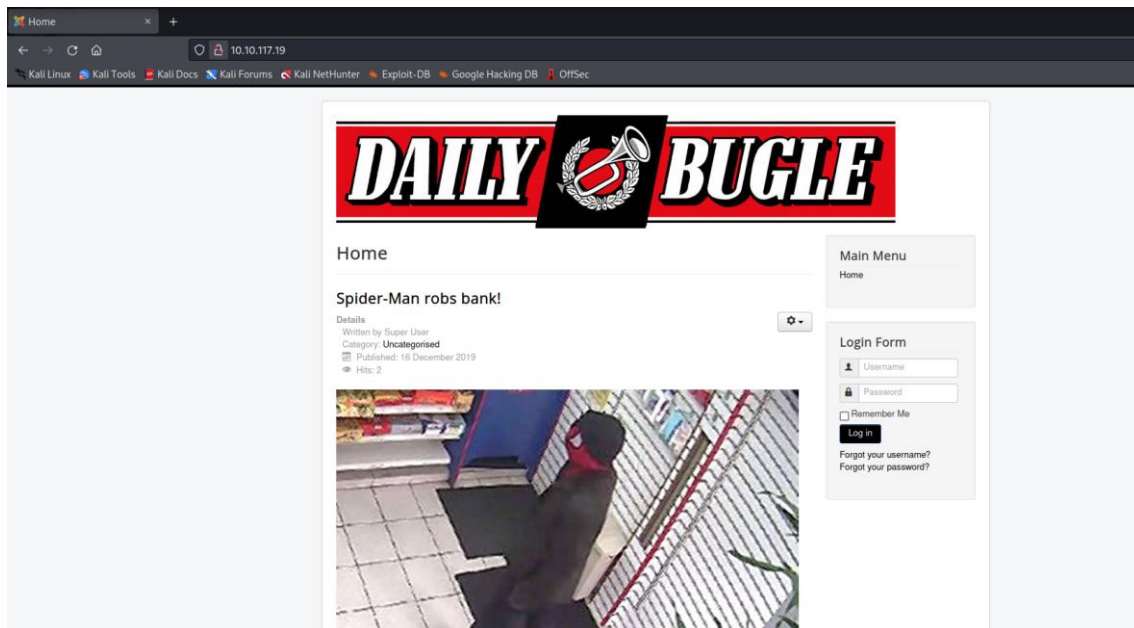 Home
10.10.117.19
Kali Linux Kali Tools Kali Docs Kali Forums Kali NetHunter Exploit-DB Google Hacking DB OffSec
DAILY BUGLE
Home
Spider-Man robs bank!
Details
Written by Super User
Category: Uncategorised
Published: 16 December 2019
Hits: 2
Main Menu
Home
Login Form
Username
Password
Remember Me
Log in
Forgot your username?
Forgot your password?